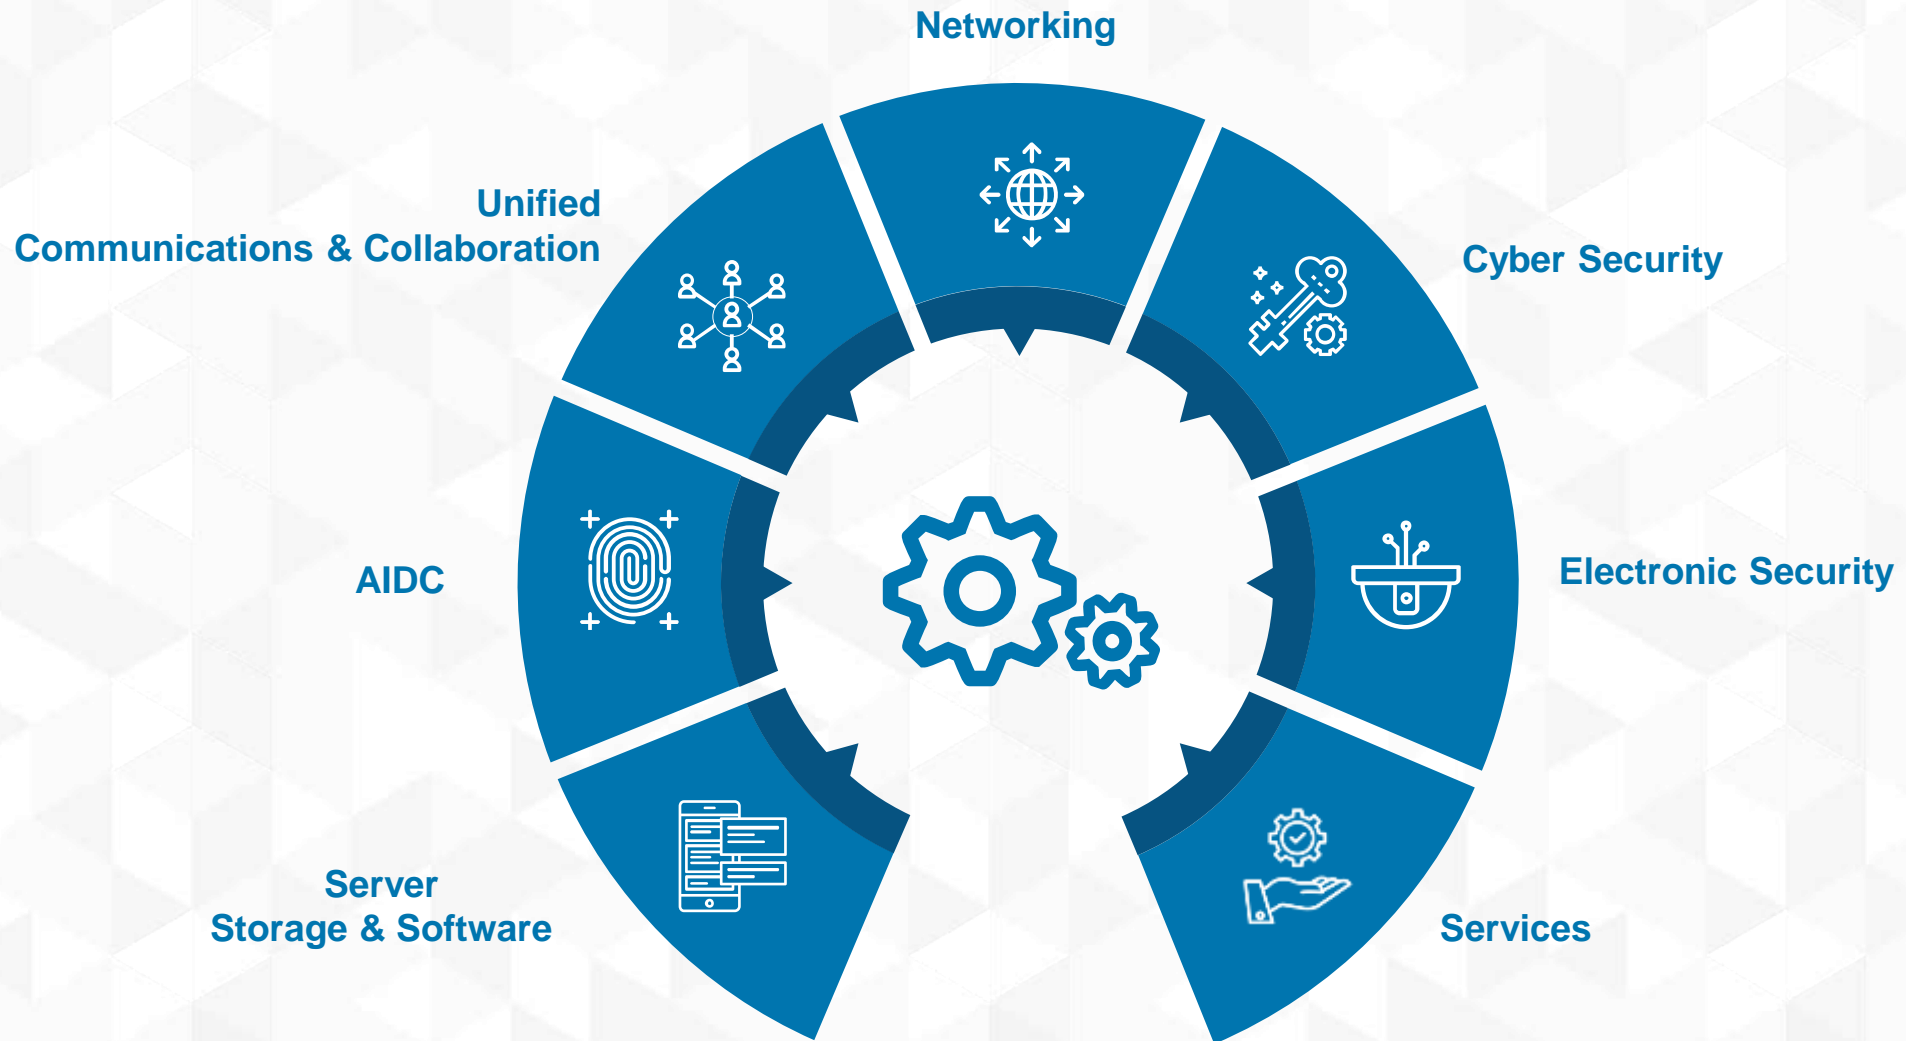 Networking
Unified
Communications & Collaboration
Cyber Security
AIDC
Electronic Security
Server
Storage & Software
Services